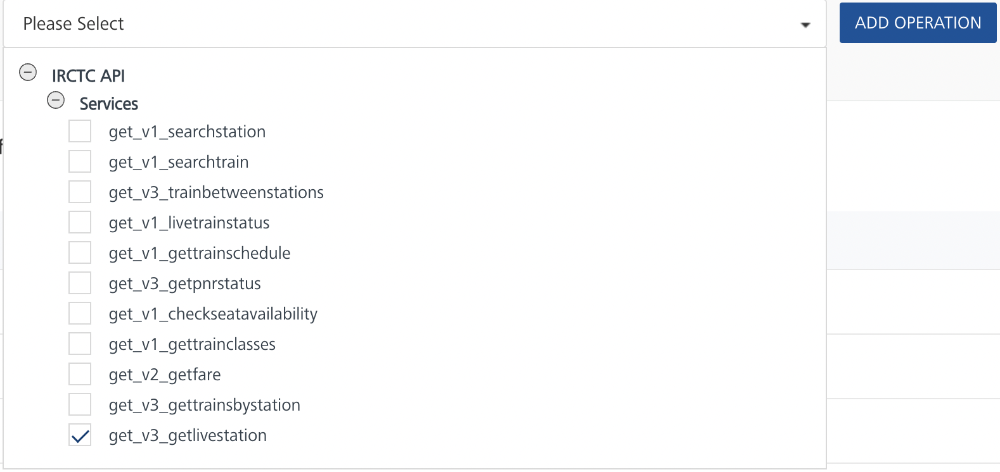 Please Select
ADD OPERATION
IRCTC API
Services
get_v1_searchstation
get_v1_searchtrain
get_v3_trainbetweenstations
get_v1_livetrainstatus
get_v1_gettrainschedule
get_v3_getpnrstatus
get_v1_checkseatavailability
get_v1_gettrainclasses
get_v2_getfare
get_v3_gettrainsbystation
get_v3_getlivestation